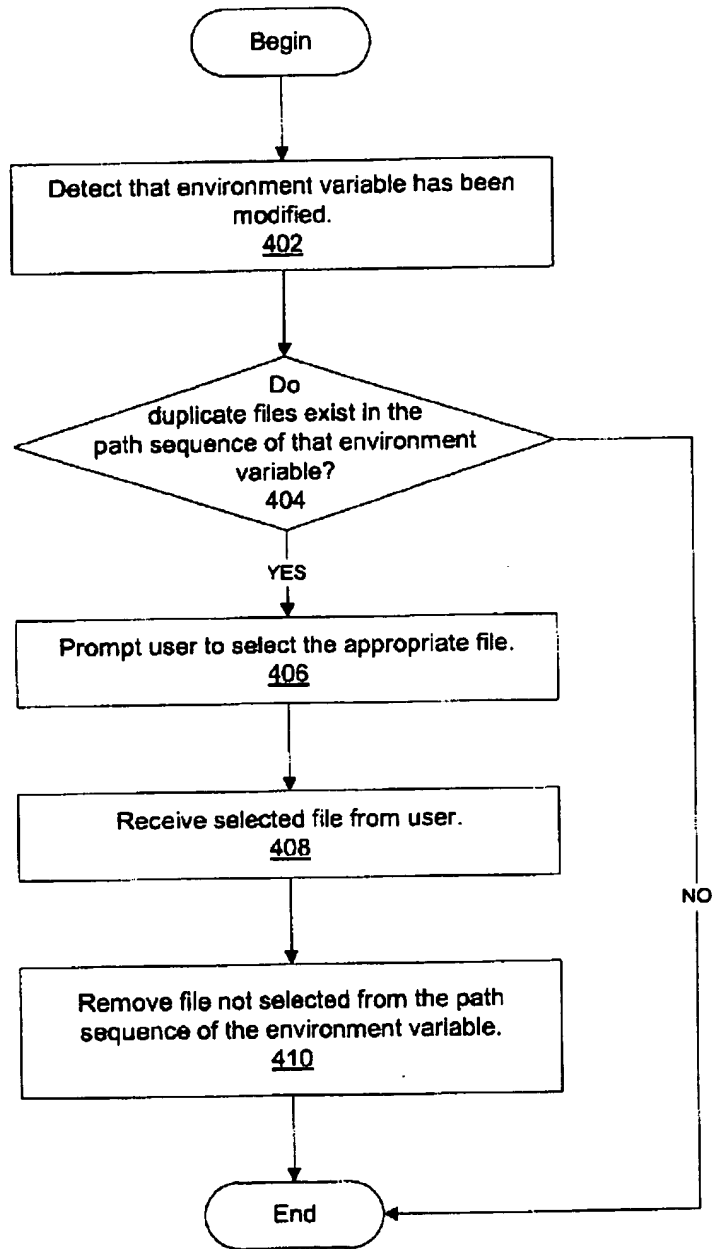 Begin
Detect that environment variable has been
modified.
402
Do
duplicate files exist in the
path sequence of that environment
variable?
404
YES
Prompt user to select the appropriate file.
406
Receive selected file from user.
408
NO
Remove file not selected from the path
sequence of the environment variable.
410
End